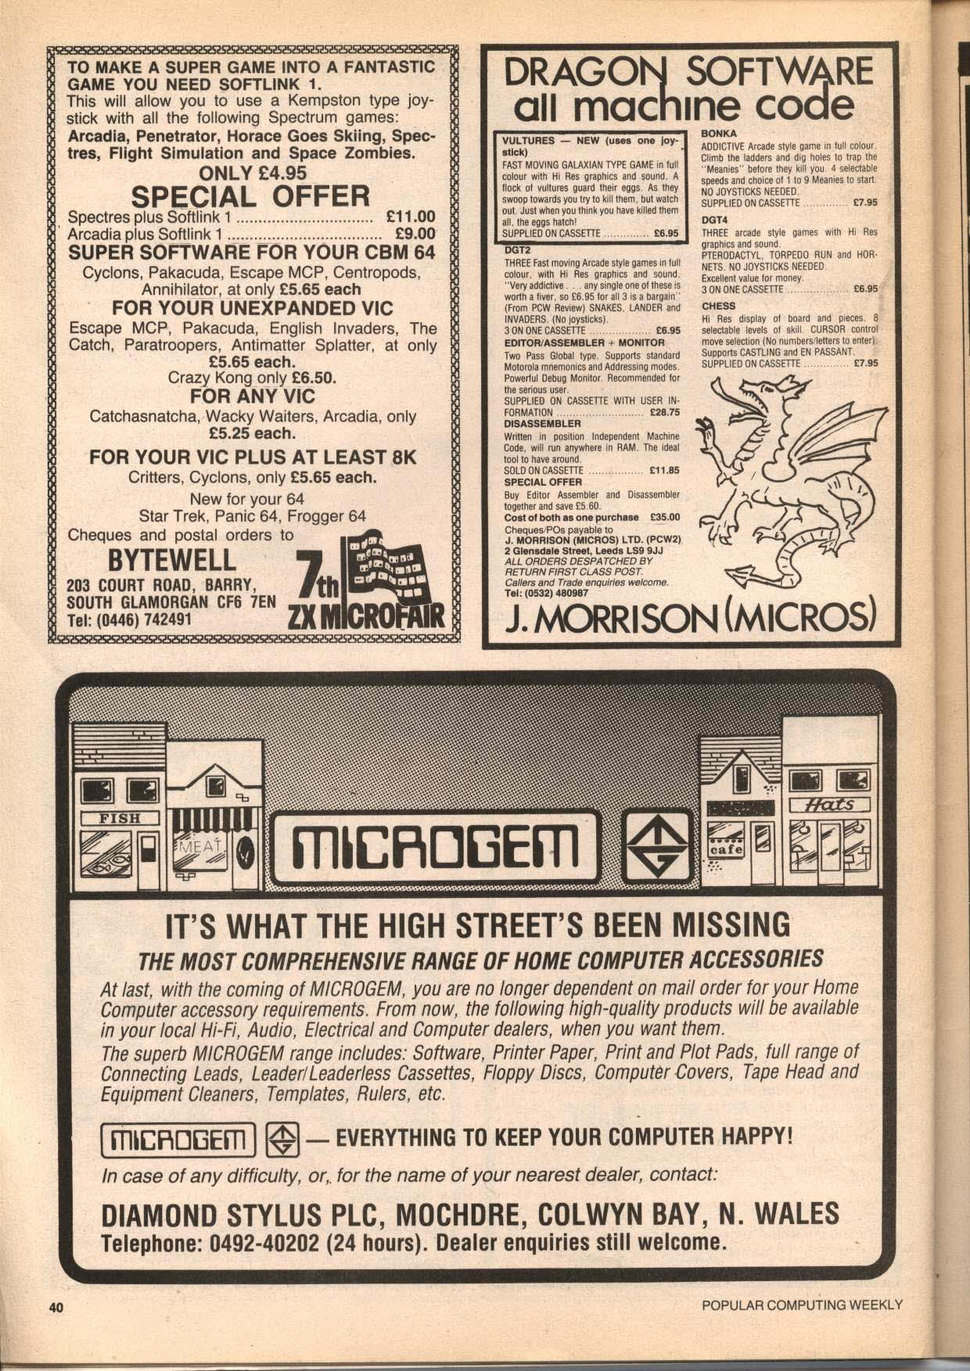 TO MAKE A SUPER GAME INTO A FANTASTIC
GAME YOU NEED SOFTLINK 1.
This will allow you to use a Kempston type joy-
stick with all the following Spectrum games:
Arcadia, Penetrator, Horace Goes Skiing, Spec-
tres, Flight Simulation and Space Zombies.
ONLY £4.95
SPECIAL OFFER
Spectres plus Softlink 1 .............................. £11.00
Arcadia plus Softlink 1 .................................. £9.00
SUPER SOFTWARE FOR YOUR CBM 64
Cyclons, Pakacuda, Escape MCP, Centropods,
Annihilator, at only £5.65 each
FOR YOUR UNEXPANDED VIC
Escape MCP, Pakacuda, English Invaders, The
Catch, Paratroopers, Antimatter Splatter, at only
£5.65 each.
Crazy Kong only £6.50.
FOR ANY VIC
Catchasnatcha, Wacky Waiters, Arcadia, only
£5.25 each.
FOR YOUR VIC PLUS AT LEAST 8K
Critters, Cyclons, only £5.65 each.
New for your 64
Star Trek, Panic 64, Frogger 64
Cheques and postal orders to
BYTEWELL
203 COURT ROAD, BARRY,
SOUTH GLAMORGAN CF6 7EN
Tel: (0446) 742491
7th
ZX MICROFAIR
DRAGON SOFTWARE
all machine code
VULTURES — NEW (uses one joy-
stick)
FAST MOVING GALAXIAN TYPE GAME in full
colour with Hi Res graphics and sound. A
flock of vultures guard their eggs. As they
swoop towards you try to kill them, but watch
out. Just when you think you have killed them
all, the eggs hatch!
SUPPLIED ON CASSETTE .............. £6.95
DGT2
THREE Fast moving Arcade style games in full
colour, with Hi Res graphics and sound.
"Very addictive . . . any single one of these is
worth a fiver, so £6.95 for all 3 is a bargain"
(From PCW Review) SNAKES, LANDER and
INVADERS. (No joysticks).
3 ON ONE CASSETTE .................... £6.95
EDITOR/ASSEMBLER + MONITOR
Two Pass Global type. Supports standard
Motorola mnemonics and Addressing modes.
Powerful Debug Monitor. Recommended for
the serious user.
SUPPLIED ON CASSETTE WITH USER IN-
FORMATION ........................... £28.75
DISASSEMBLER
Written in position Independent Machine
Code, will run anywhere in RAM. The ideal
tool to have around.
SOLD ON CASSETTE ................. £11.85
SPECIAL OFFER
Buy Editor Assembler and Disassembler
together and save £5.60.
Cost of both as one purchase £35.00
Cheques/POs payable to
J. MORRISON (MICROS) LTD. (PCW2)
2 Glensdale Street, Leeds LS9 9JJ
ALL ORDERS DESPATCHED BY
RETURN FIRST CLASS POST.
Callers and Trade enquiries welcome.
Tel: (0532) 480987
BONKA
ADDICTIVE Arcade style game in full colour.
Climb the ladders and dig holes to trap the
"Meanies" before they kill you. 4 selectable
speeds and choice of 1 to 9 Meanies to start.
NO JOYSTICKS NEEDED.
SUPPLIED ON CASSETTE .............. £7.95
DGT4
THREE arcade style games with Hi Res
graphics and sound.
PTERODACTYL, TORPEDO RUN and HOR-
NETS. NO JOYSTICKS NEEDED.
Excellent value for money.
3 ON ONE CASSETTE ................... £6.95
CHESS
Hi Res display of board and pieces. 8
selectable levels of skill. CURSOR control
move selection (No numbers/letters to enter).
Supports CASTLING and EN PASSANT.
SUPPLIED ON CASSETTE .............. £7.95
J. MORRISON (MICROS)
FISH
MEAT
MICROGEM
cafe
Hats
IT'S WHAT THE HIGH STREET'S BEEN MISSING
THE MOST COMPREHENSIVE RANGE OF HOME COMPUTER ACCESSORIES
At last, with the coming of MICROGEM, you are no longer dependent on mail order for your Home
Computer accessory requirements. From now, the following high-quality products will be available
in your local Hi-Fi, Audio, Electrical and Computer dealers, when you want them.
The superb MICROGEM range includes: Software, Printer Paper, Print and Plot Pads, full range of
Connecting Leads, Leader/Leaderless Cassettes, Floppy Discs, Computer Covers, Tape Head and
Equipment Cleaners, Templates, Rulers, etc.
MICROGEM — EVERYTHING TO KEEP YOUR COMPUTER HAPPY!
In case of any difficulty, or, for the name of your nearest dealer, contact:
DIAMOND STYLUS PLC, MOCHDRE, COLWYN BAY, N. WALES
Telephone: 0492-40202 (24 hours). Dealer enquiries still welcome.
40
POPULAR COMPUTING WEEKLY